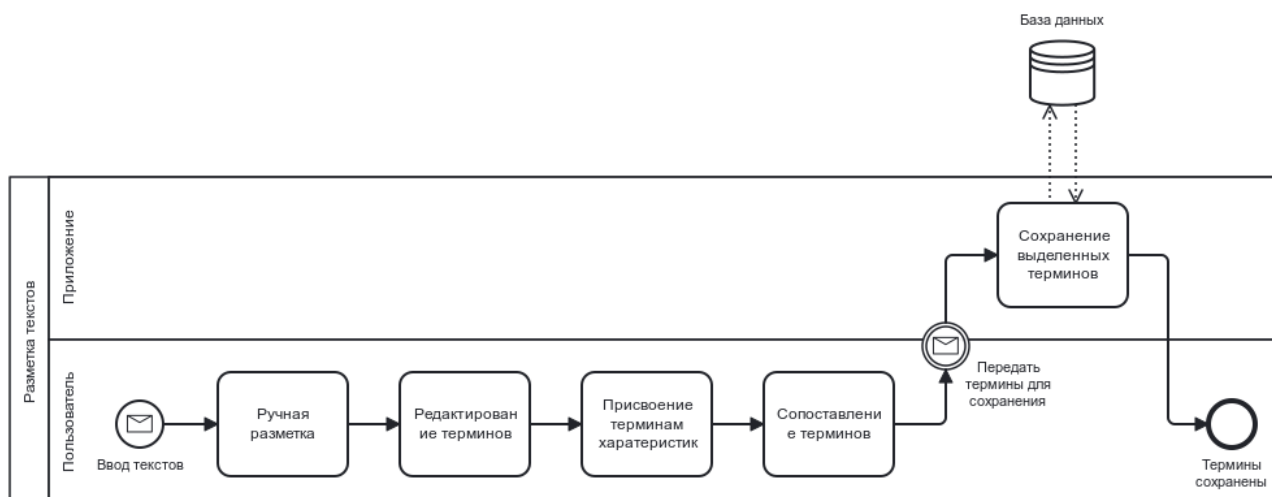 База данных
Разметка текстов
Приложение
Сохранение
выделенных
терминов
Пользователь
Ввод текстов
Ручная
разметка
Редактирован
ие терминов
Присвоение
терминам
харатеристик
Сопоставлени
е терминов
Передать
термины для
сохранения
Термины
сохранены